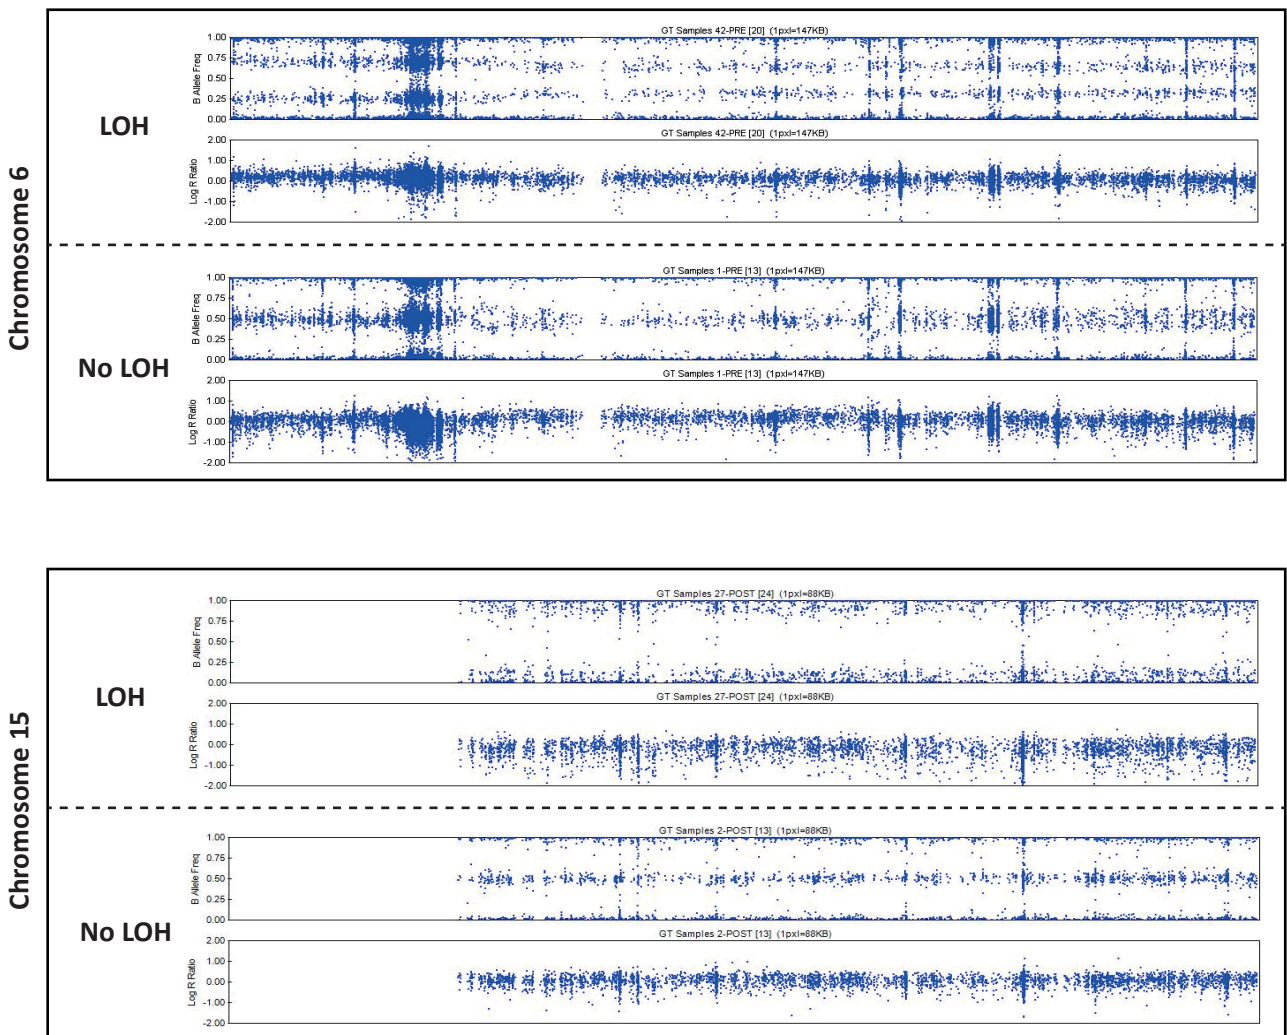 Chromosome 6
LOH
GT Samples 42-PRE [20] (1pxl=147KB)
B Allele Freq
1.00
0.75
0.50
0.25
0.00
GT Samples 42-PRE [20] (1pxl=147KB)
Log R Ratio
2.00
1.00
0.00
-1.00
-2.00
No LOH
GT Samples 1-PRE [13] (1pxl=147KB)
B Allele Freq
1.00
0.75
0.50
0.25
0.00
GT Samples 1-PRE [13] (1pxl=147KB)
Log R Ratio
2.00
1.00
0.00
-1.00
-2.00
Chromosome 15
LOH
GT Samples 27-POST [24] (1pxl=88KB)
B Allele Freq
1.00
0.75
0.50
0.25
0.00
GT Samples 27-POST [24] (1pxl=88KB)
Log R Ratio
2.00
1.00
0.00
-1.00
-2.00
No LOH
GT Samples 2-POST [13] (1pxl=88KB)
B Allele Freq
1.00
0.75
0.50
0.25
0.00
GT Samples 2-POST [13] (1pxl=88KB)
Log R Ratio
2.00
1.00
0.00
-1.00
-2.00